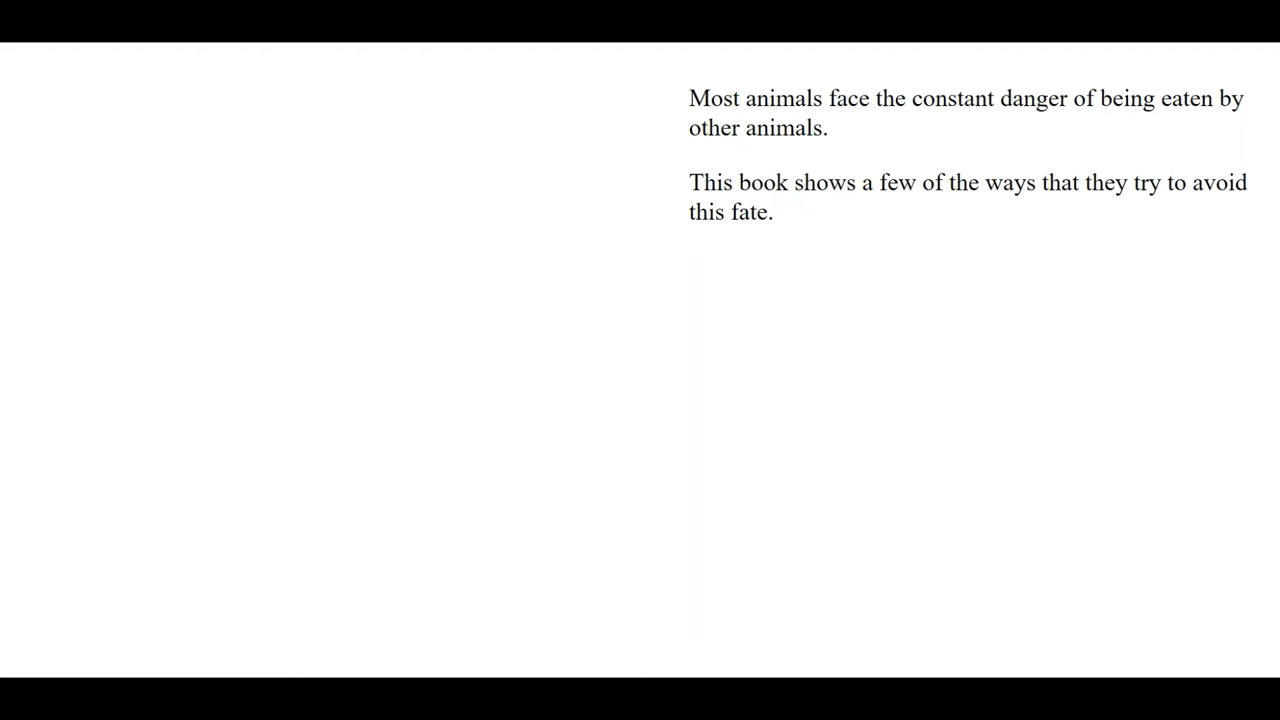 Most animals face the constant danger of being eaten by
other animals.
This book shows a few of the ways that they try to avoid
this fate.